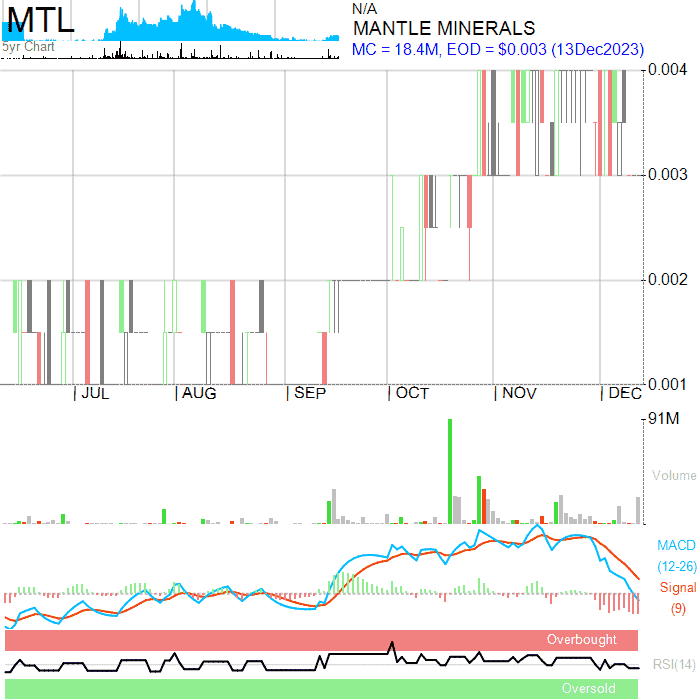 MTL
5yr Chart
N/A
MANTLE MINERALS
MC = 18.4M, EOD = $0.003 (13Dec2023)
0.004
0.003
0.002
0.001
JUL AUG SEP OCT NOV DEC
91M
Volume
MACD
(12-26)
Signal
(9)
Overbought
RSI(14)
Oversold